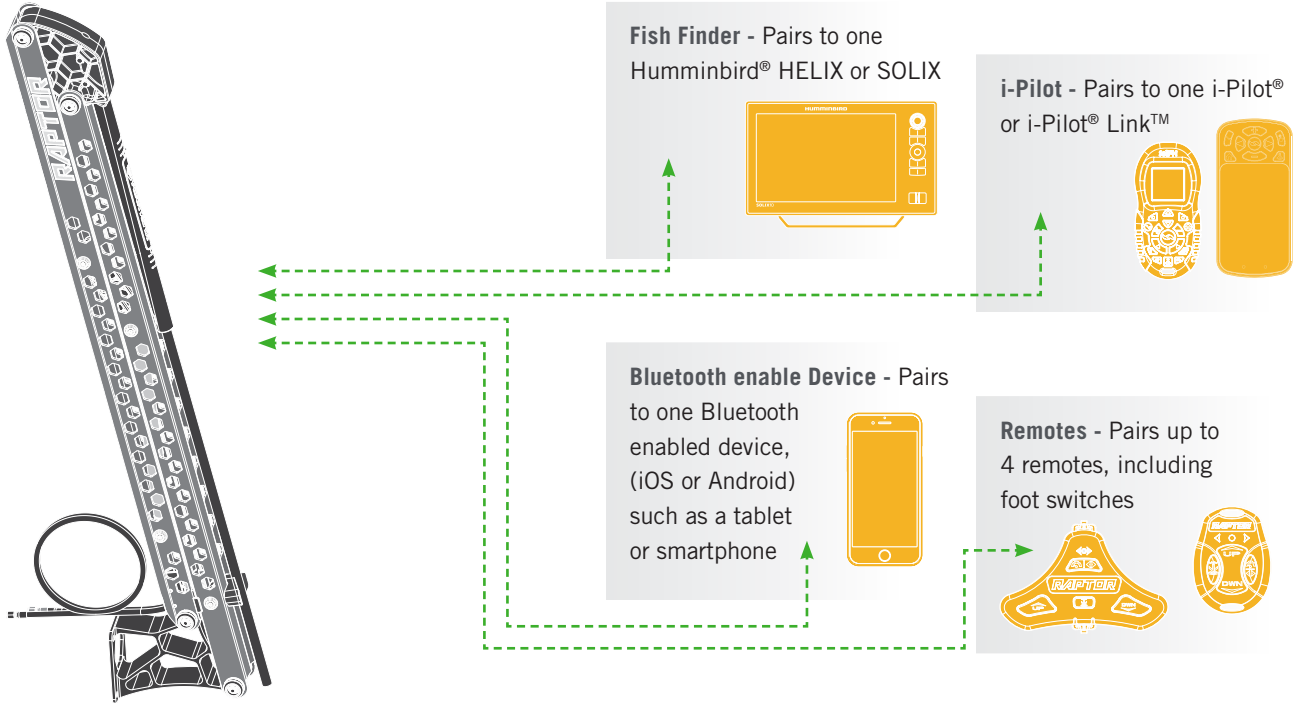 RAPTOR
Fish Finder - Pairs to one
Humminbird® HELIX or SOLIX
HUMMINBIRD
SOLIX
i-Pilot - Pairs to one i-Pilot®
or i-Pilot® Link™
Bluetooth enable Device - Pairs
to one Bluetooth
enabled device,
(iOS or Android)
such as a tablet
or smartphone
Remotes - Pairs up to
4 remotes, including
foot switches
RAPTOR
RAPTOR
UP
DWN